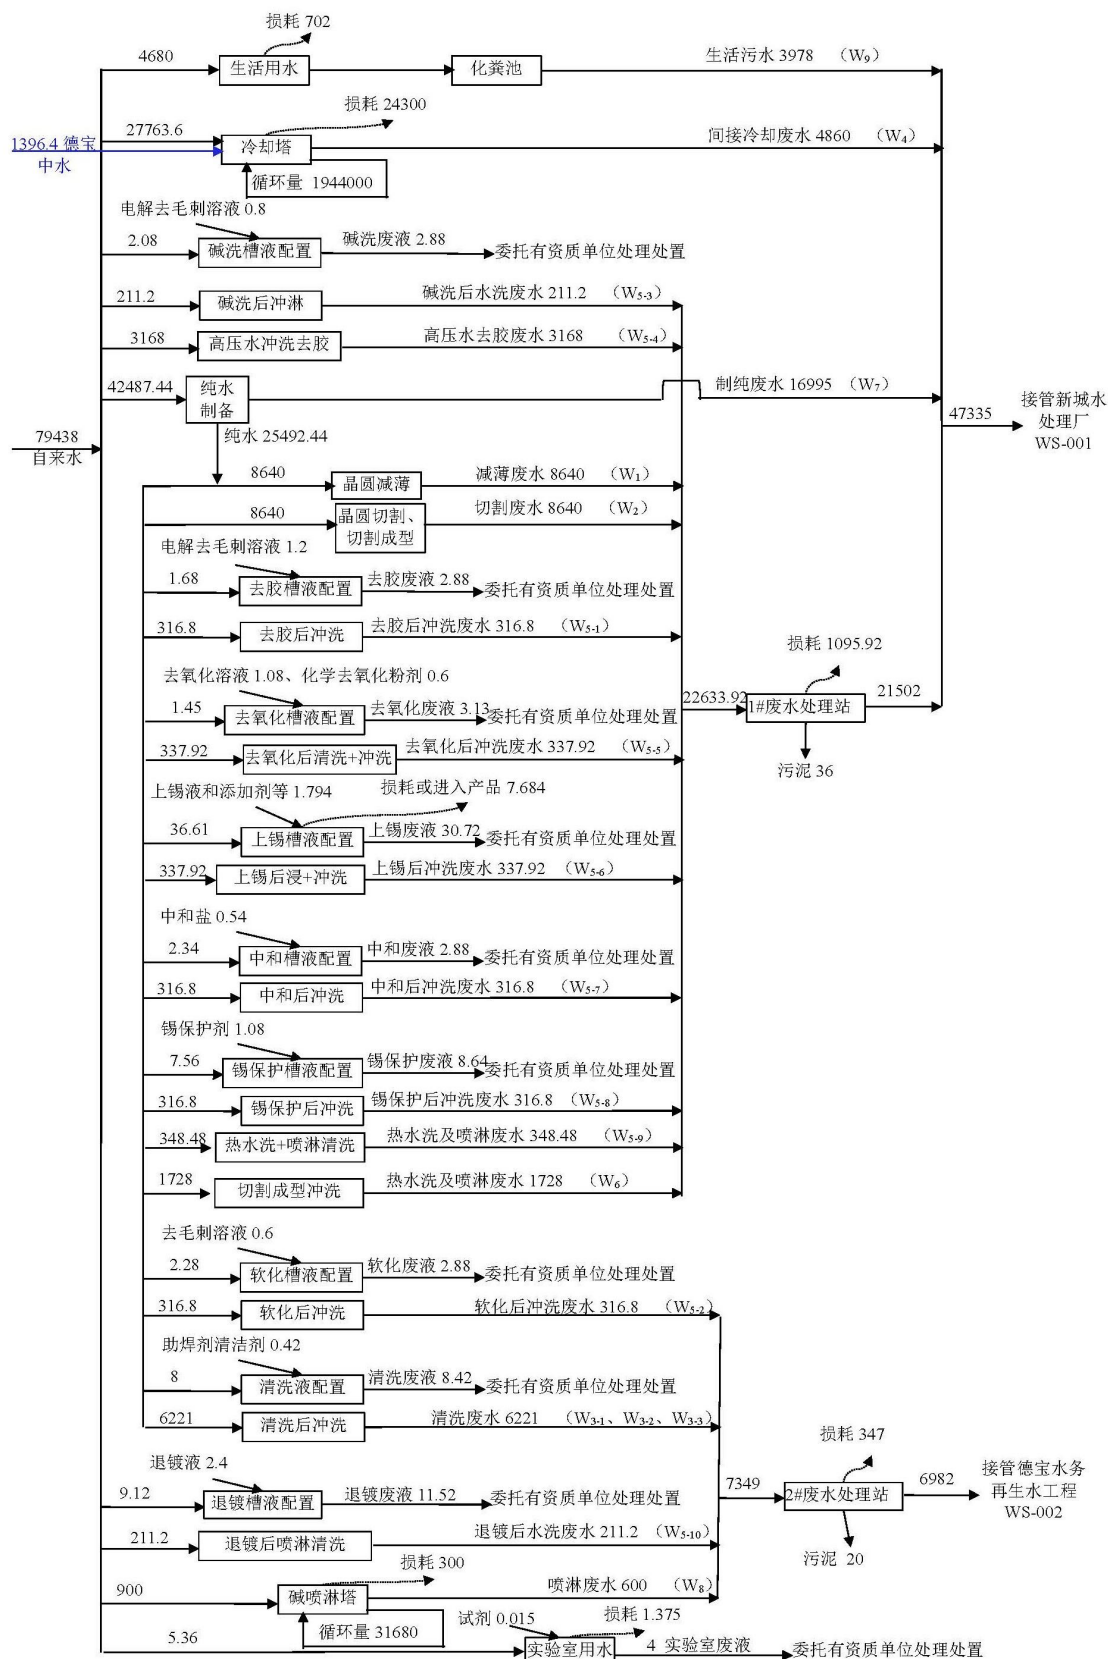 损耗 702
4680
生活用水
化粪池
生活污水 3978 （W₉）
损耗 24300
27763.6
1396.4 德宝
中水
冷却塔
间接冷却废水 4860 （W₄）
循环量 1944000
电解去毛刺溶液 0.8
2.08
碱洗槽液配置
碱洗废液 2.88
委托有资质单位处理处置
211.2
碱洗后冲淋
碱洗后水洗废水 211.2 （W₅₋₃）
3168
高压水冲洗去胶
高压水去胶废水 3168 （W₅₋₄）
42487.44
纯水
制备
制纯废水 16995 （W₇）
47335
接管新城水
处理厂
WS-001
79438
自来水
纯水 25492.44
8640
晶圆减薄
减薄废水 8640 （W₁）
8640
晶圆切割、
切割成型
切割废水 8640 （W₂）
电解去毛刺溶液 1.2
1.68
去胶槽液配置
去胶废液 2.88
委托有资质单位处理处置
316.8
去胶后冲洗
去胶后冲洗废水 316.8 （W₅₋₁）
损耗 1095.92
去氧化溶液 1.08、化学去氧化粉剂 0.6
1.45
去氧化槽液配置
去氧化废液 3.13
委托有资质单位处理处置
22633.92
1#废水处理站
21502
337.92
去氧化后清洗+冲洗
去氧化后冲洗废水 337.92 （W₅₋₅）
污泥 36
上锡液和添加剂等 1.794
损耗或进入产品 7.684
36.61
上锡槽液配置
上锡废液 30.72
委托有资质单位处理处置
337.92
上锡后浸+冲洗
上锡后冲洗废水 337.92 （W₅₋₆）
中和盐 0.54
2.34
中和槽液配置
中和废液 2.88
委托有资质单位处理处置
316.8
中和后冲洗
中和后冲洗废水 316.8 （W₅₋₇）
锡保护剂 1.08
7.56
锡保护槽液配置
锡保护废液 8.64
委托有资质单位处理处置
316.8
锡保护后冲洗
锡保护后冲洗废水 316.8 （W₅₋₈）
348.48
热水洗+喷淋清洗
热水洗及喷淋废水 348.48 （W₅₋₉）
1728
切割成型冲洗
热水洗及喷淋废水 1728 （W₆）
去毛刺溶液 0.6
2.28
软化槽液配置
软化废液 2.88
委托有资质单位处理处置
316.8
软化后冲洗
软化后冲洗废水 316.8 （W₅₋₂）
助焊剂清洁剂 0.42
8
清洗液配置
清洗废液 8.42
委托有资质单位处理处置
6221
清洗后冲洗
清洗废水 6221 （W₃₋₁、W₃₋₂、W₃₋₃）
损耗 347
退镀液 2.4
9.12
退镀槽液配置
退镀废液 11.52
委托有资质单位处理处置
7349
2#废水处理站
6982
接管德宝水务
再生水工程
WS-002
211.2
退镀后喷淋清洗
退镀后水洗废水 211.2 （W₅₋₁₀）
污泥 20
损耗 300
900
碱喷淋塔
喷淋废水 600 （W₈）
循环量 31680
试剂 0.015
损耗 1.375
5.36
实验室用水
4 实验室废液
委托有资质单位处理处置